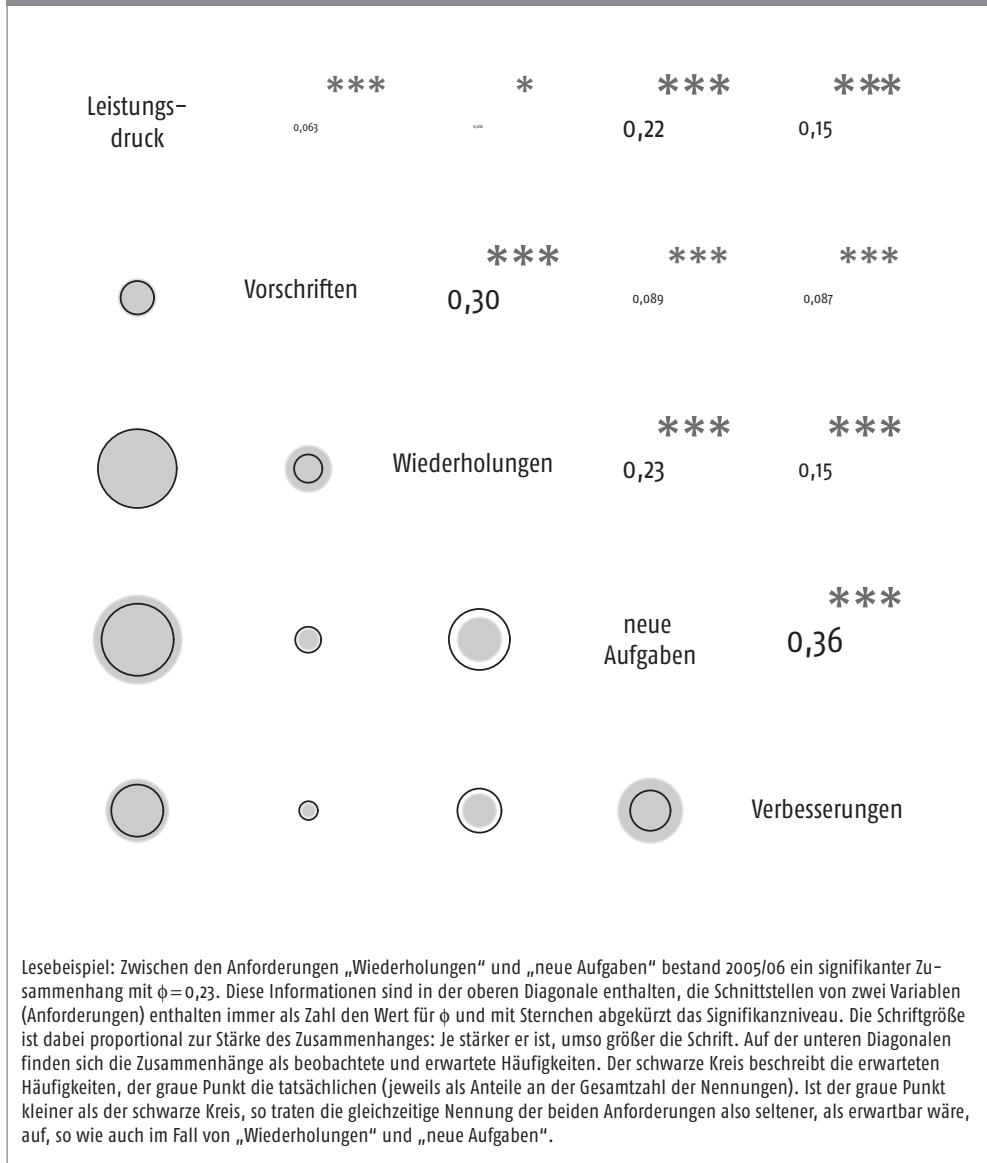 *** * *** ***
Leistungs-
druck
0,063 0,22 0,15
*** *** ***
Vorschriften 0,30 0,089 0,087
*** ***
Wiederholungen 0,23 0,15
***
neue
Aufgaben
0,36
Verbesserungen
Lesebeispiel: Zwischen den Anforderungen „Wiederholungen“ und „neue Aufgaben“ bestand 2005/06 ein signifikanter Zu-
sammenhang mit ϕ=0,23. Diese Informationen sind in der oberen Diagonale enthalten, die Schnittstellen von zwei Variablen
(Anforderungen) enthalten immer als Zahl den Wert für ϕ und mit Sternchen abgekürzt das Signifikanzniveau. Die Schriftgröße
ist dabei proportional zur Stärke des Zusammenhanges: Je stärker er ist, umso größer die Schrift. Auf der unteren Diagonalen
finden sich die Zusammenhänge als beobachtete und erwartete Häufigkeiten. Der schwarze Kreis beschreibt die erwarteten
Häufigkeiten, der graue Punkt die tatsächlichen (jeweils als Anteile an der Gesamtzahl der Nennungen). Ist der graue Punkt
kleiner als der schwarze Kreis, so traten die gleichzeitige Nennung der beiden Anforderungen also seltener, als erwartbar wäre,
auf, so wie auch im Fall von „Wiederholungen“ und „neue Aufgaben“.